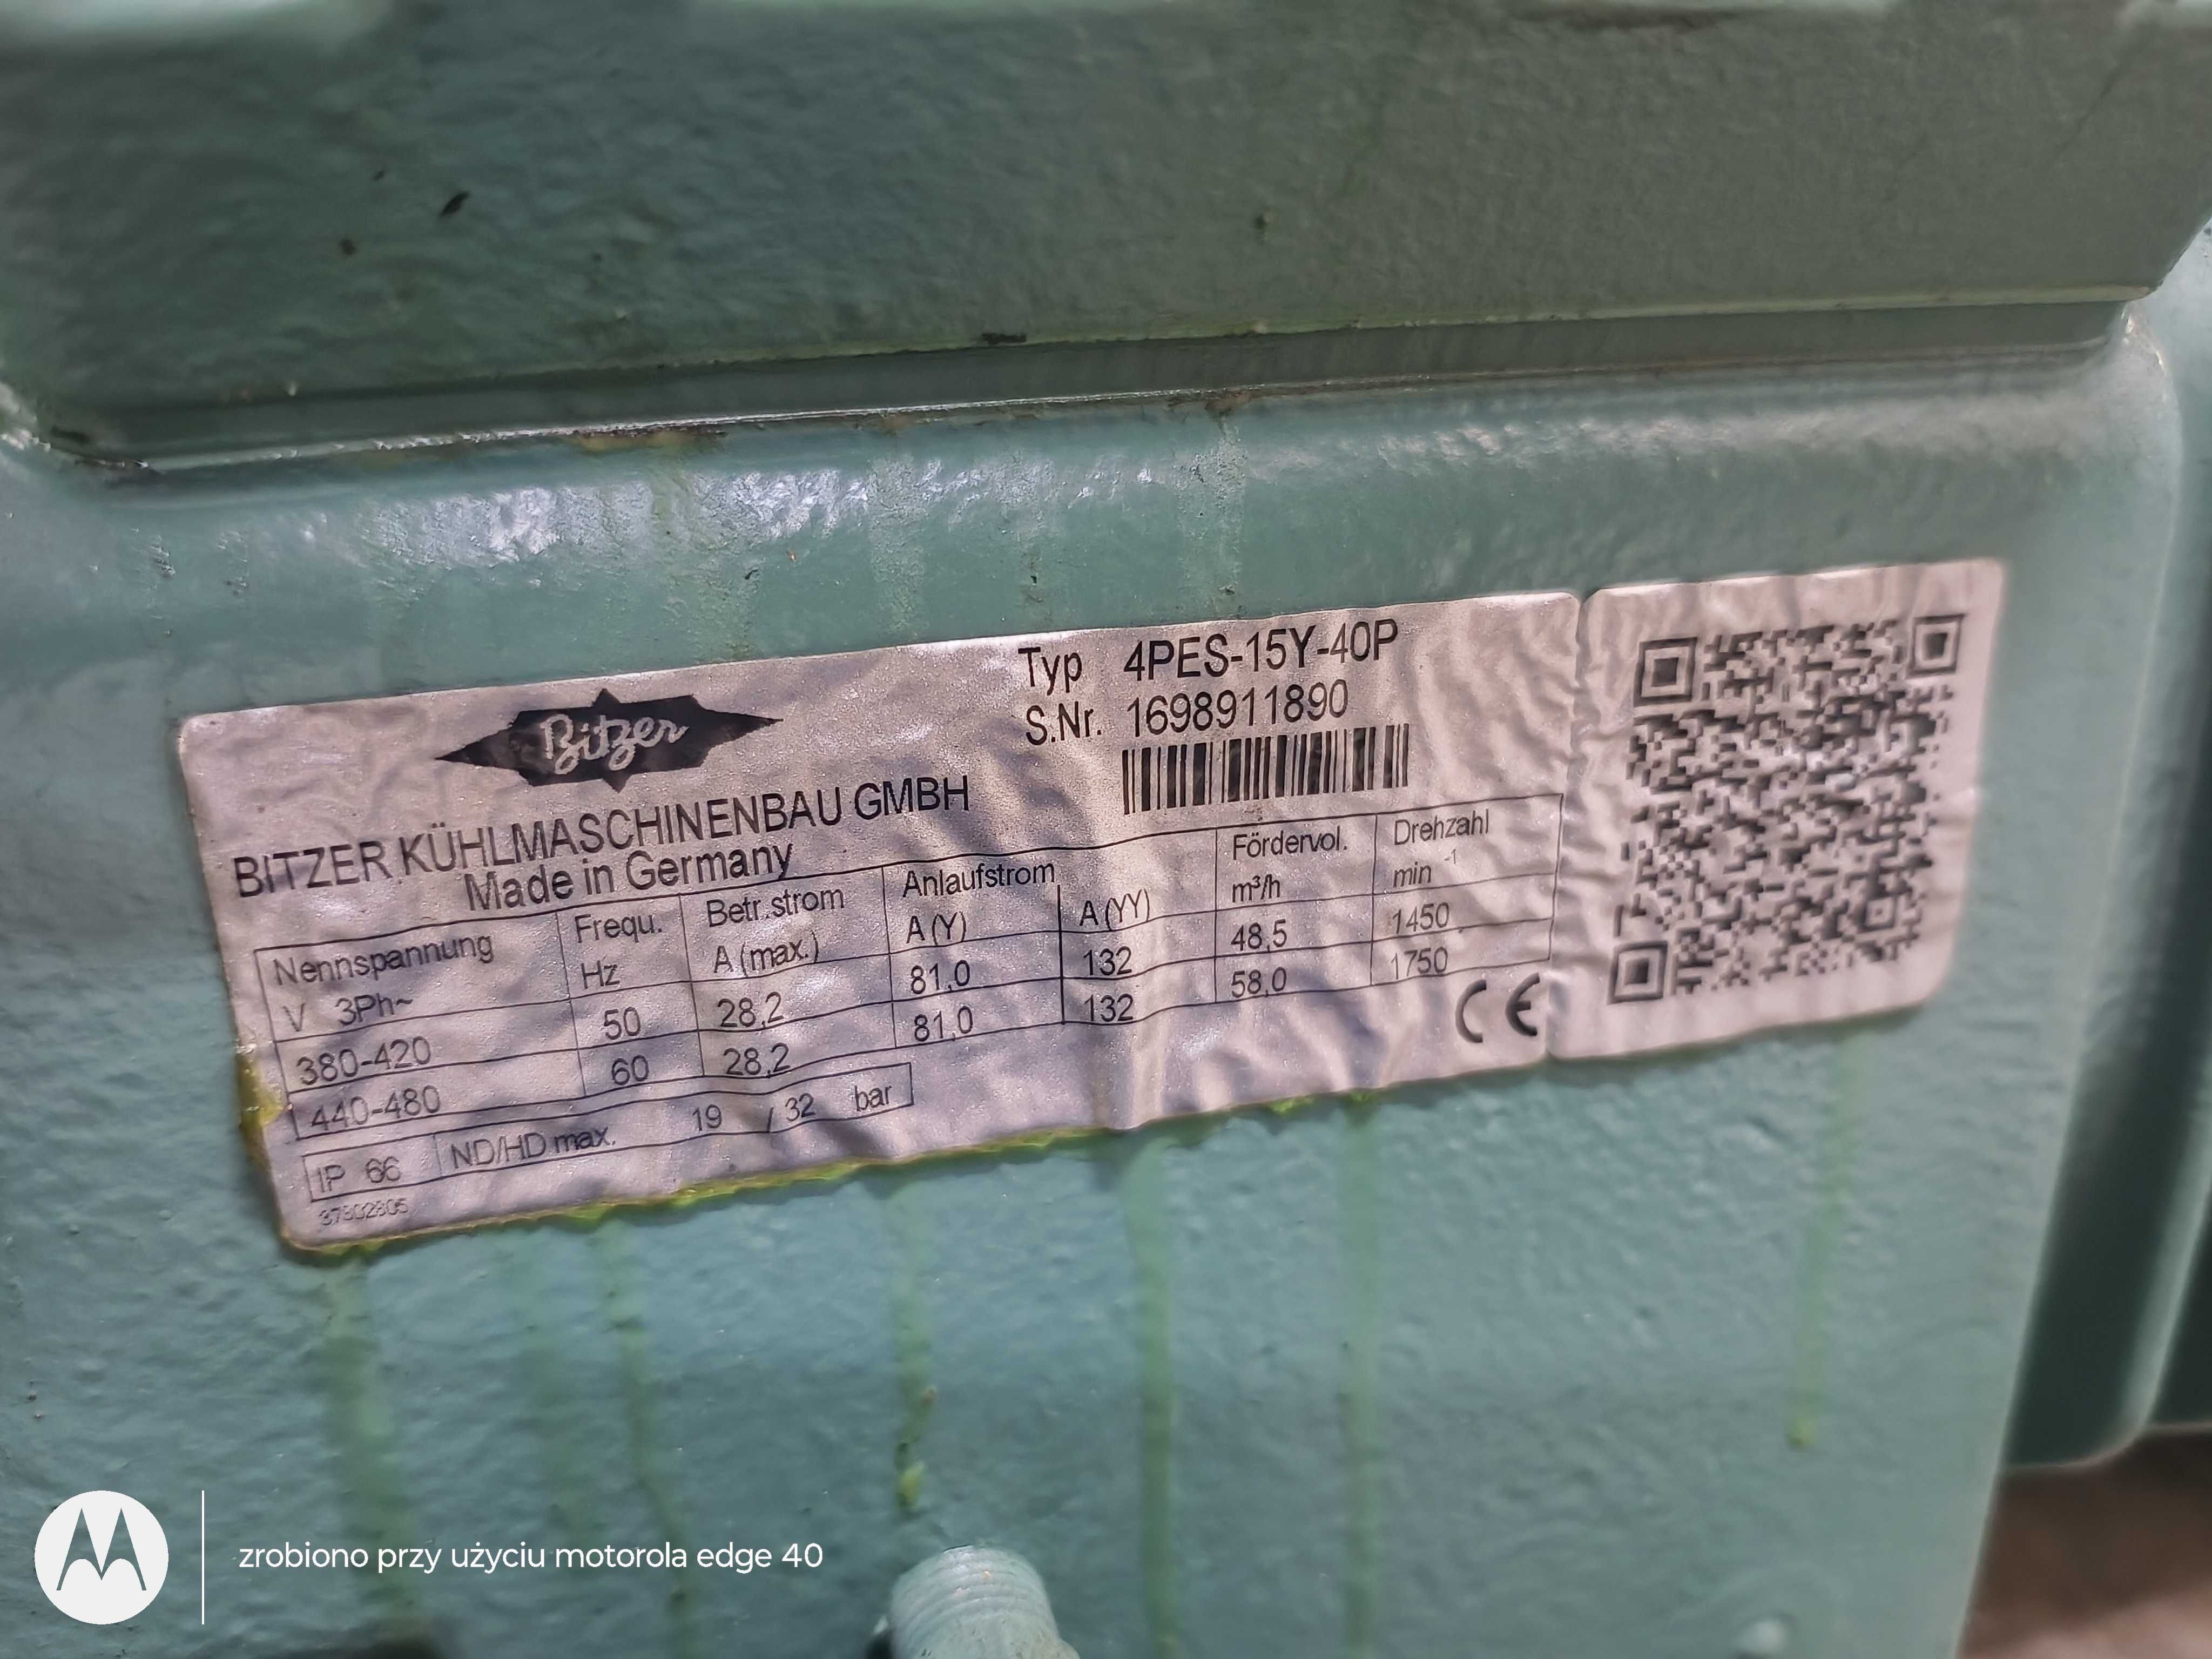 Bitzer
BITZER KÜHLMASCHINENBAU GMBH
Made in Germany
Typ 4PES-15Y-40P
S.Nr. 1698911890
Nennspannung Frequ. Betr.strom Anlaufstrom Fördervol. Drehzahl
V 3Ph~ Hz A (max.) A (Y) A (YY) m³/h min -1
380-420 50 28,2 81,0 132 48,5 1450
440-480 60 28,2 81,0 132 58,0 1750
IP 66 ND/HD max. 19 / 32 bar
CE
zrobiono przy użyciu motorola edge 40